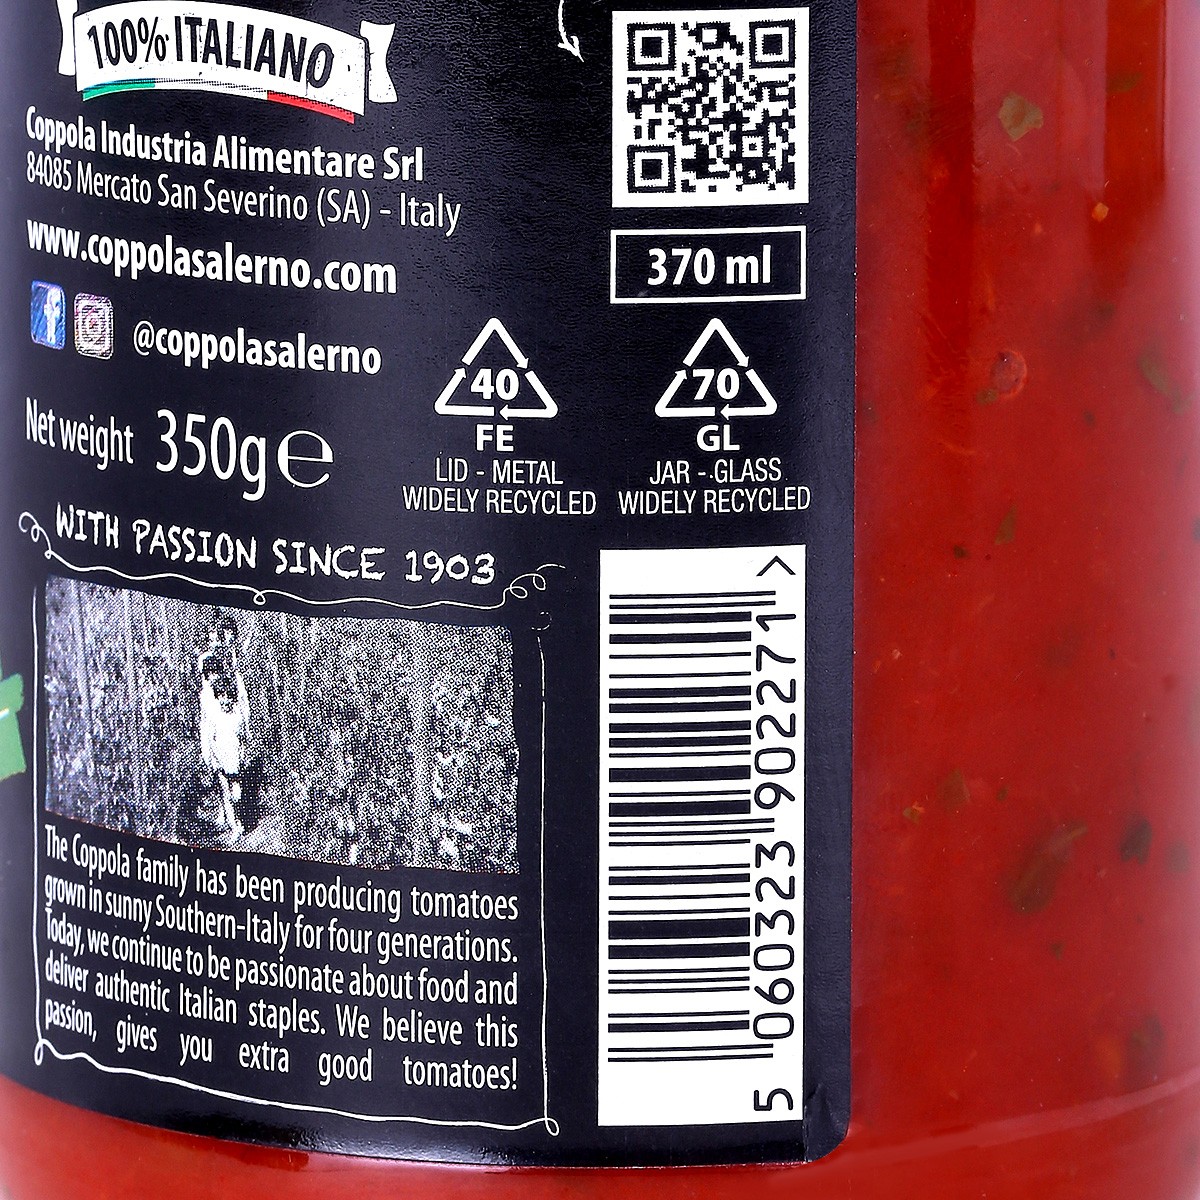 100% ITALIANO
Coppola Industria Alimentare Srl
84085 Mercato San Severino (SA) - Italy
www.coppolasalerno.com
@coppolasalerno
Net weight 350g ℮
370 ml
40
FE
LID - METAL
WIDELY RECYCLED
70
GL
JAR - GLASS
WIDELY RECYCLED
WITH PASSION SINCE 1903
The Coppola family has been producing tomatoes
grown in sunny Southern-Italy for four generations.
Today, we continue to be passionate about food and
deliver authentic Italian staples. We believe this
passion, gives you extra good tomatoes!
5 060323 902271 >